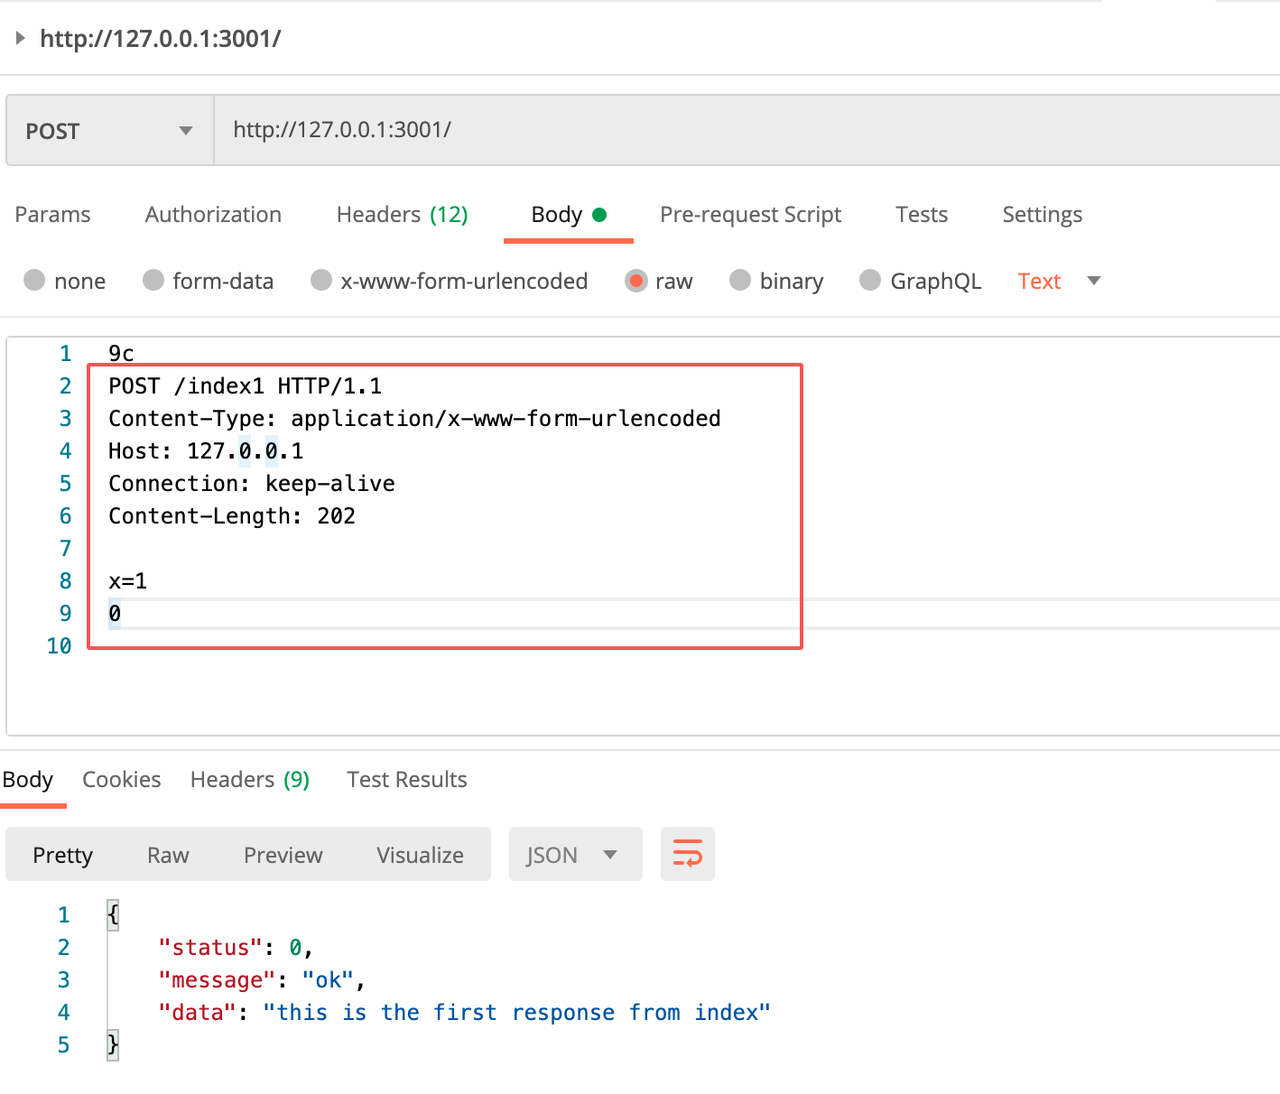 http://127.0.0.1:3001/
POST http://127.0.0.1:3001/
Params Authorization Headers (12) Body Pre-request Script Tests Settings
none form-data x-www-form-urlencoded raw binary GraphQL Text
1 9c
2 POST /index1 HTTP/1.1
3 Content-Type: application/x-www-form-urlencoded
4 Host: 127.0.0.1
5 Connection: keep-alive
6 Content-Length: 202
7
8 x=1
9 0
10
Body Cookies Headers (9) Test Results
Pretty Raw Preview Visualize JSON
1 {
2 "status": 0,
3 "message": "ok",
4 "data": "this is the first response from index"
5 }